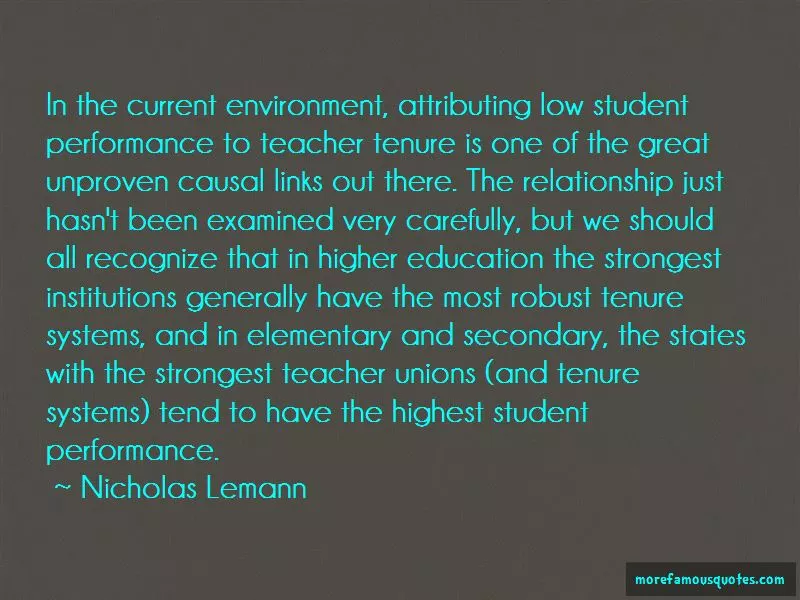 In the current environment, attributing low student
performance to teacher tenure is one of the great
unproven causal links out there. The relationship just
hasn't been examined very carefully, but we should
all recognize that in higher education the strongest
institutions generally have the most robust tenure
systems, and in elementary and secondary, the states
with the strongest teacher unions (and tenure
systems) tend to have the highest student
performance.
~ Nicholas Lemann
morefamousquotes.com